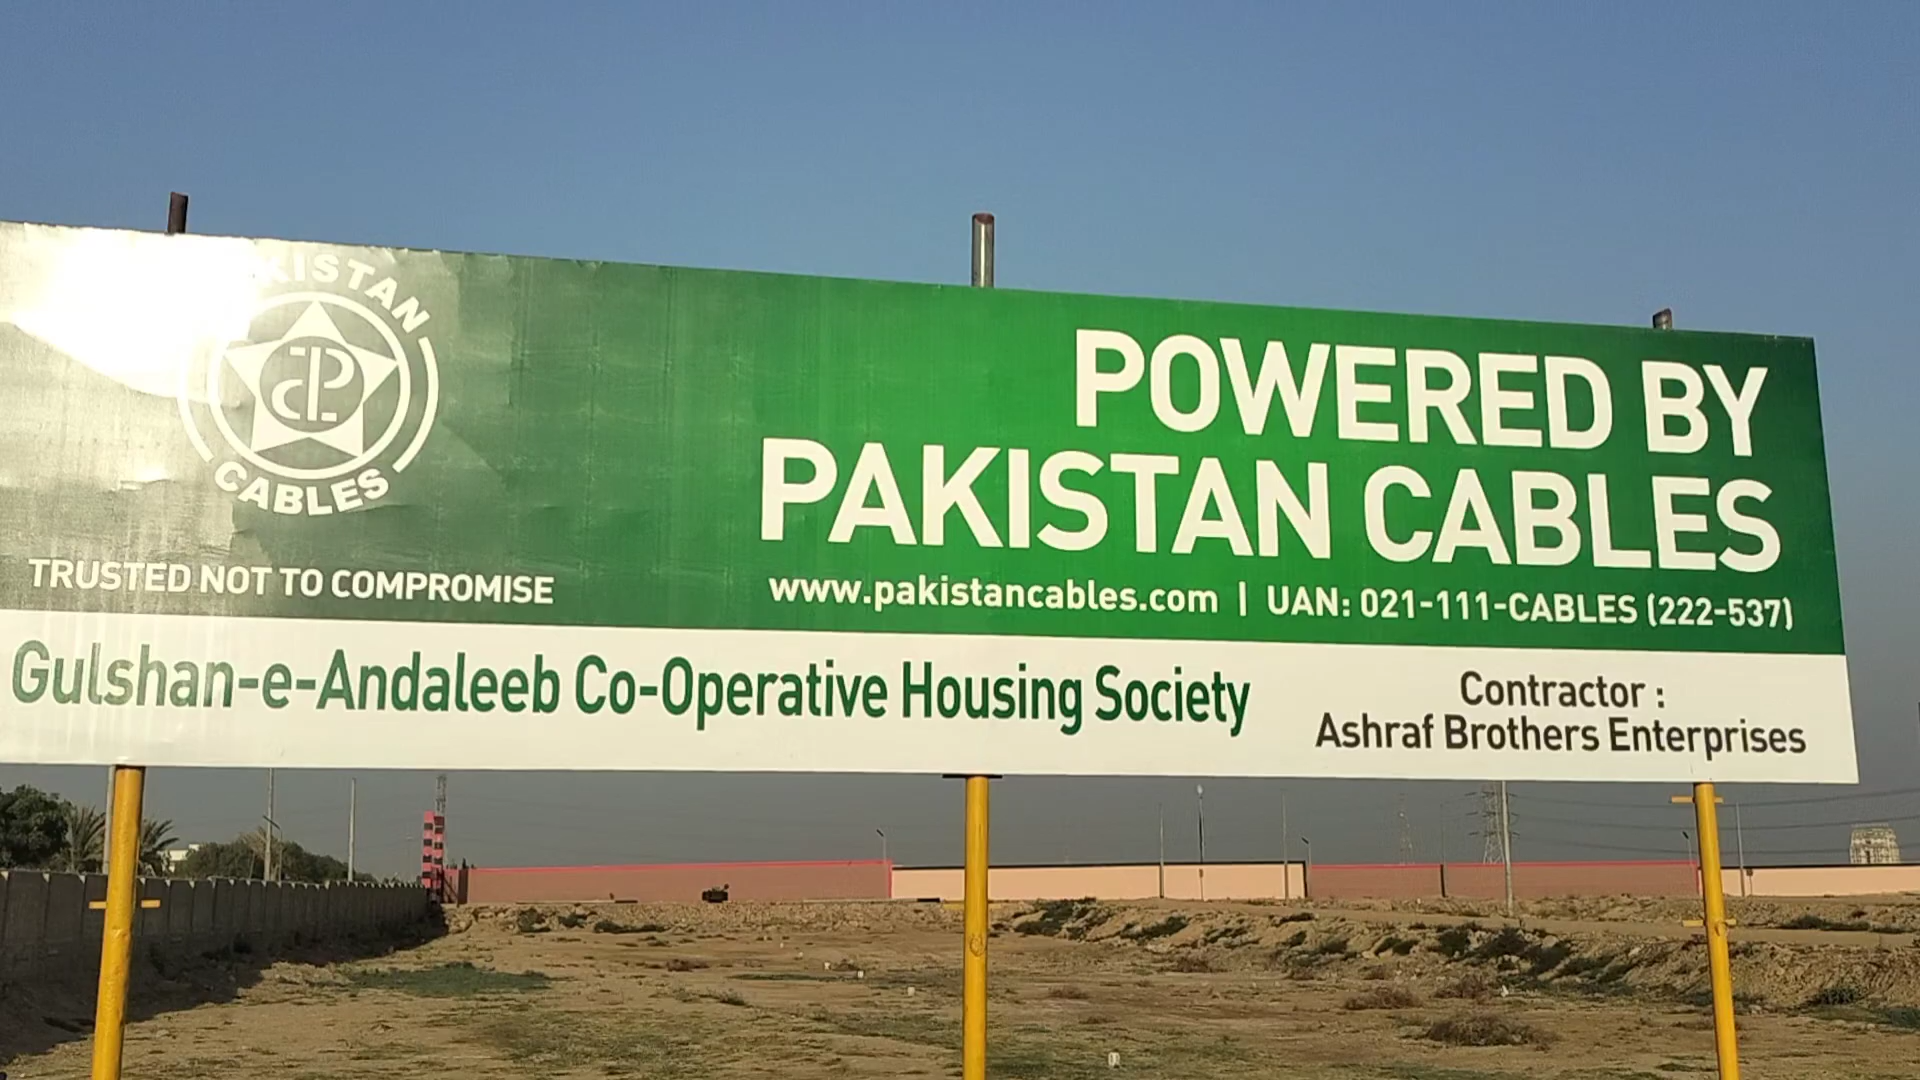 CABLES
TRUSTED NOT TO COMPROMISE
POWERED BY
PAKISTAN CABLES
www.pakistancables.com | UAN: 021-111-CABLES (222-537)
Gulshan-e-Andaleeb Co-Operative Housing Society
Contractor :
Ashraf Brothers Enterprises